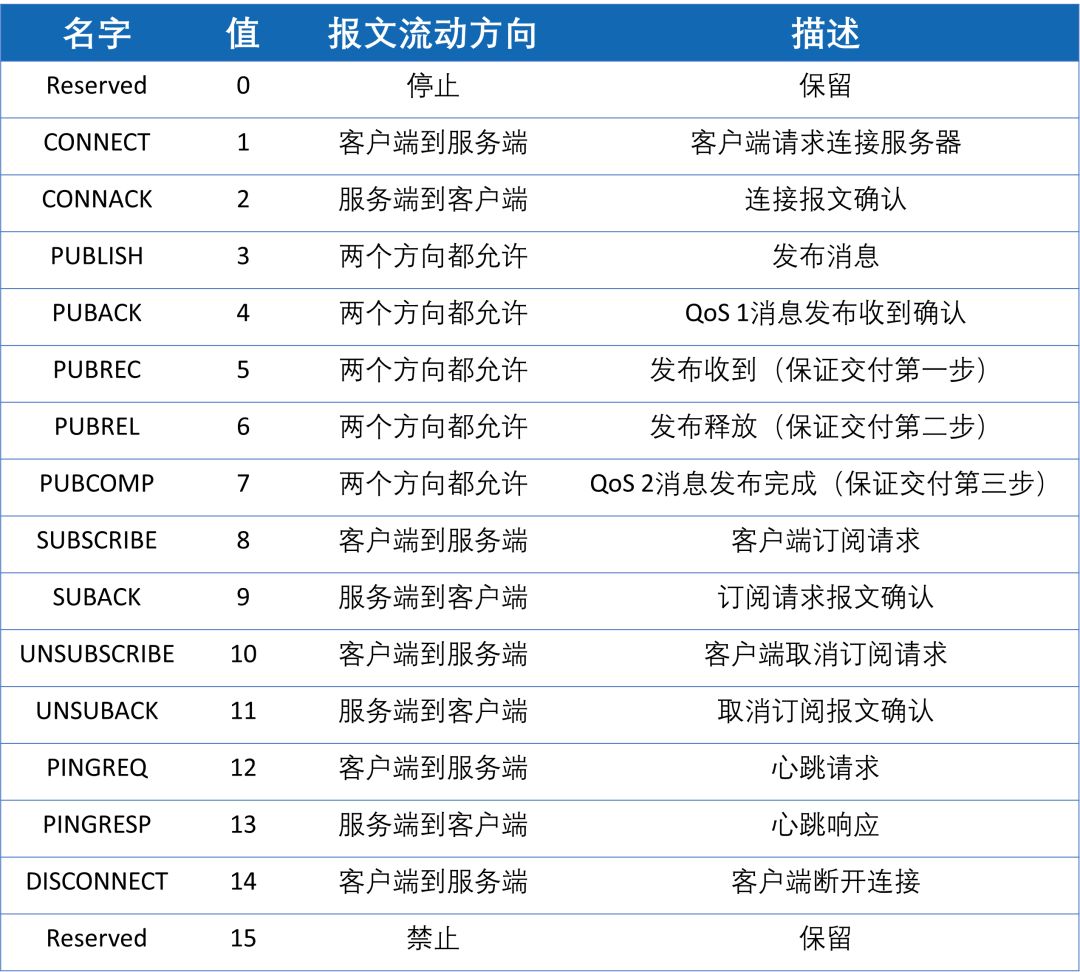 名字 值 报文流动方向 描述
Reserved 0 停止 保留
CONNECT 1 客户端到服务端 客户端请求连接服务器
CONNACK 2 服务端到客户端 连接报文确认
PUBLISH 3 两个方向都允许 发布消息
PUBACK 4 两个方向都允许 QoS 1消息发布收到确认
PUBREC 5 两个方向都允许 发布收到（保证交付第一步）
PUBREL 6 两个方向都允许 发布释放（保证交付第二步）
PUBCOMP 7 两个方向都允许 QoS 2消息发布完成（保证交付第三步）
SUBSCRIBE 8 客户端到服务端 客户端订阅请求
SUBACK 9 服务端到客户端 订阅请求报文确认
UNSUBSCRIBE 10 客户端到服务端 客户端取消订阅请求
UNSUBACK 11 服务端到客户端 取消订阅报文确认
PINGREQ 12 客户端到服务端 心跳请求
PINGRESP 13 服务端到客户端 心跳响应
DISCONNECT 14 客户端到服务端 客户端断开连接
Reserved 15 禁止 保留